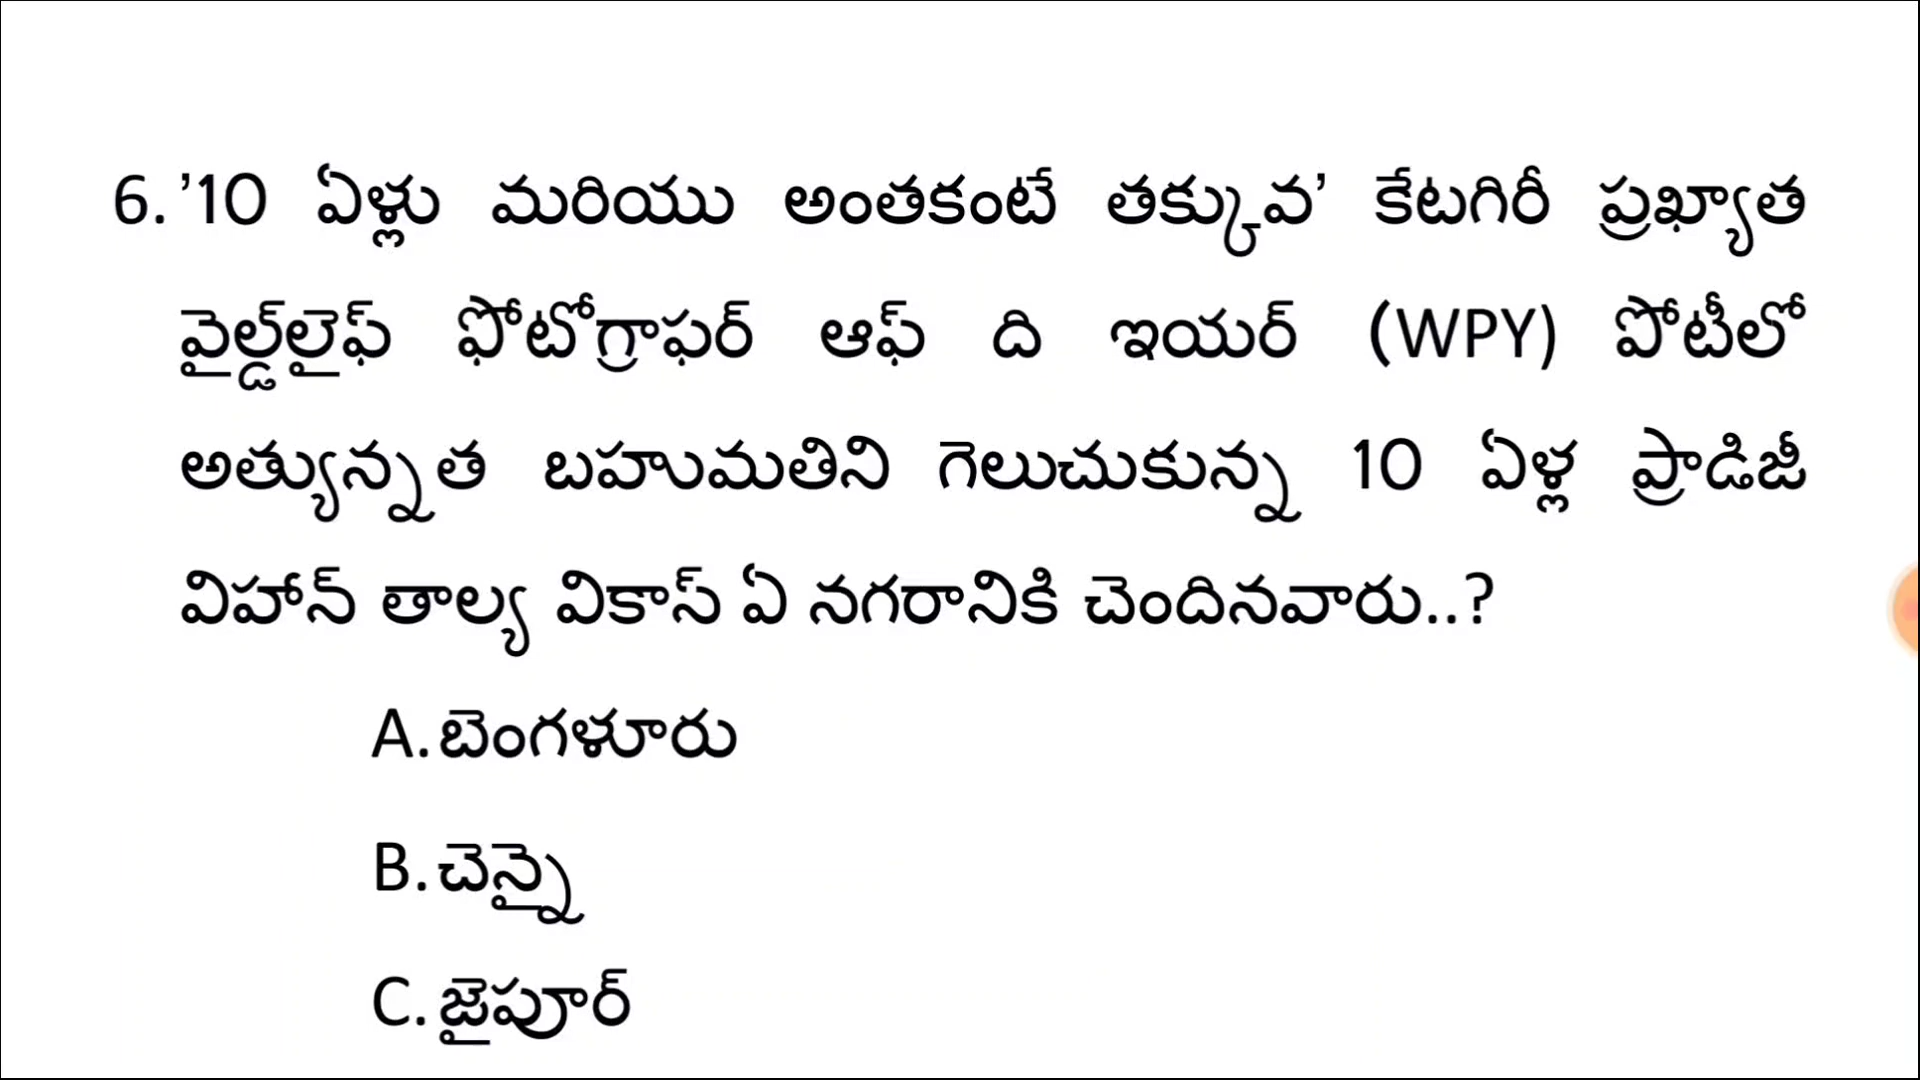 6. ’10 ఏళ్లు మరియు అంతకంటే తక్కువ’ కేటగిరీ ప్రఖ్యాత
వైల్డ్‌లైఫ్ ఫోటోగ్రాఫర్ ఆఫ్ ది ఇయర్ (WPY) పోటీలో
అత్యున్నత బహుమతిని గెలుచుకున్న 10 ఏళ్ల ప్రాడిజీ
విహాన్ తాల్య వికాస్ ఏ నగరానికి చెందినవారు..?
A. బెంగళూరు
B. చెన్నై
C. జైపూర్